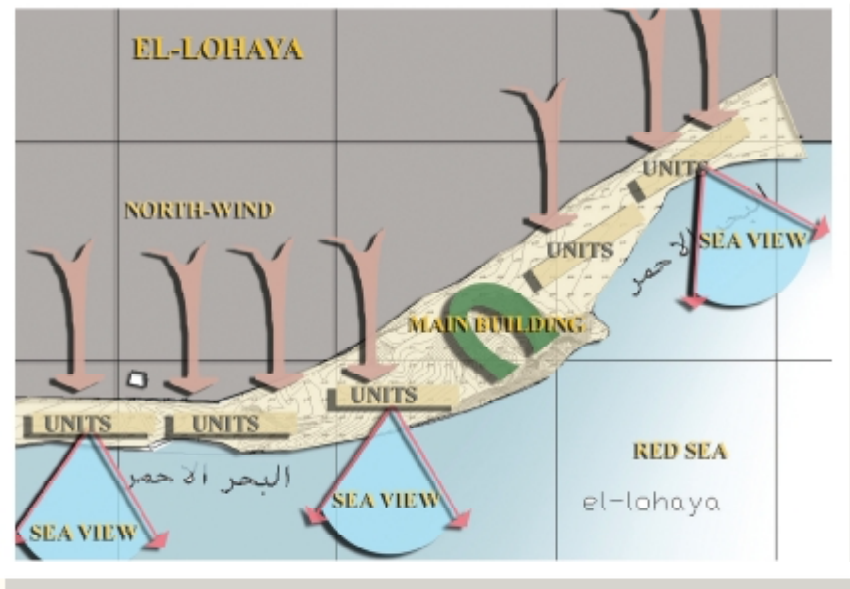 EL-LOHAYA
UNITS
NORTH-WIND
البحر الاحمر
SEA VIEW
UNITS
MAIN BUILDING
UNITS
UNITS
UNITS
RED SEA
البحر الاحمر
SEA VIEW
el-lohaya
SEA VIEW